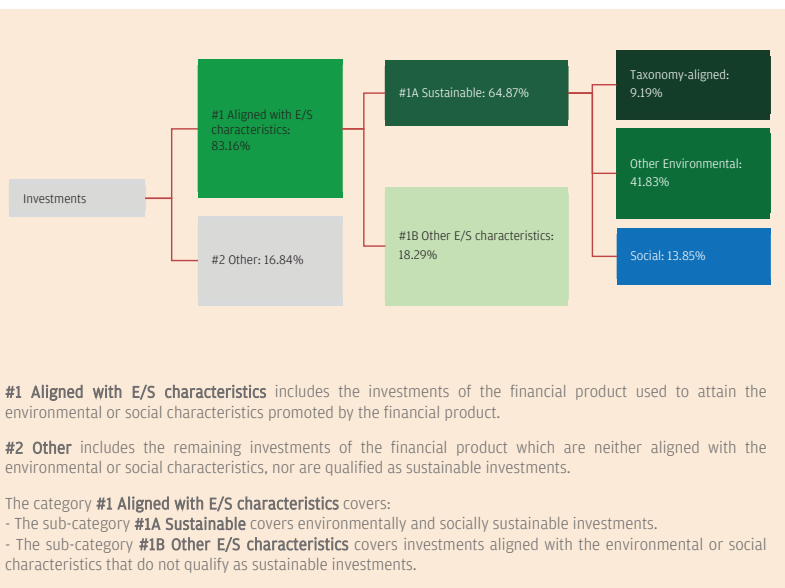 Investments
#1 Aligned with E/S
characteristics:
83.16%
#2 Other: 16.84%
#1A Sustainable: 64.87%
#1B Other E/S characteristics:
18.29%
Taxonomy-aligned:
9.19%
Other Environmental:
41.83%
Social: 13.85%
#1 Aligned with E/S characteristics includes the investments of the financial product used to attain the
environmental or social characteristics promoted by the financial product.
#2 Other includes the remaining investments of the financial product which are neither aligned with the
environmental or social characteristics, nor are qualified as sustainable investments.
The category #1 Aligned with E/S characteristics covers:
- The sub-category #1A Sustainable covers environmentally and socially sustainable investments.
- The sub-category #1B Other E/S characteristics covers investments aligned with the environmental or social
characteristics that do not qualify as sustainable investments.